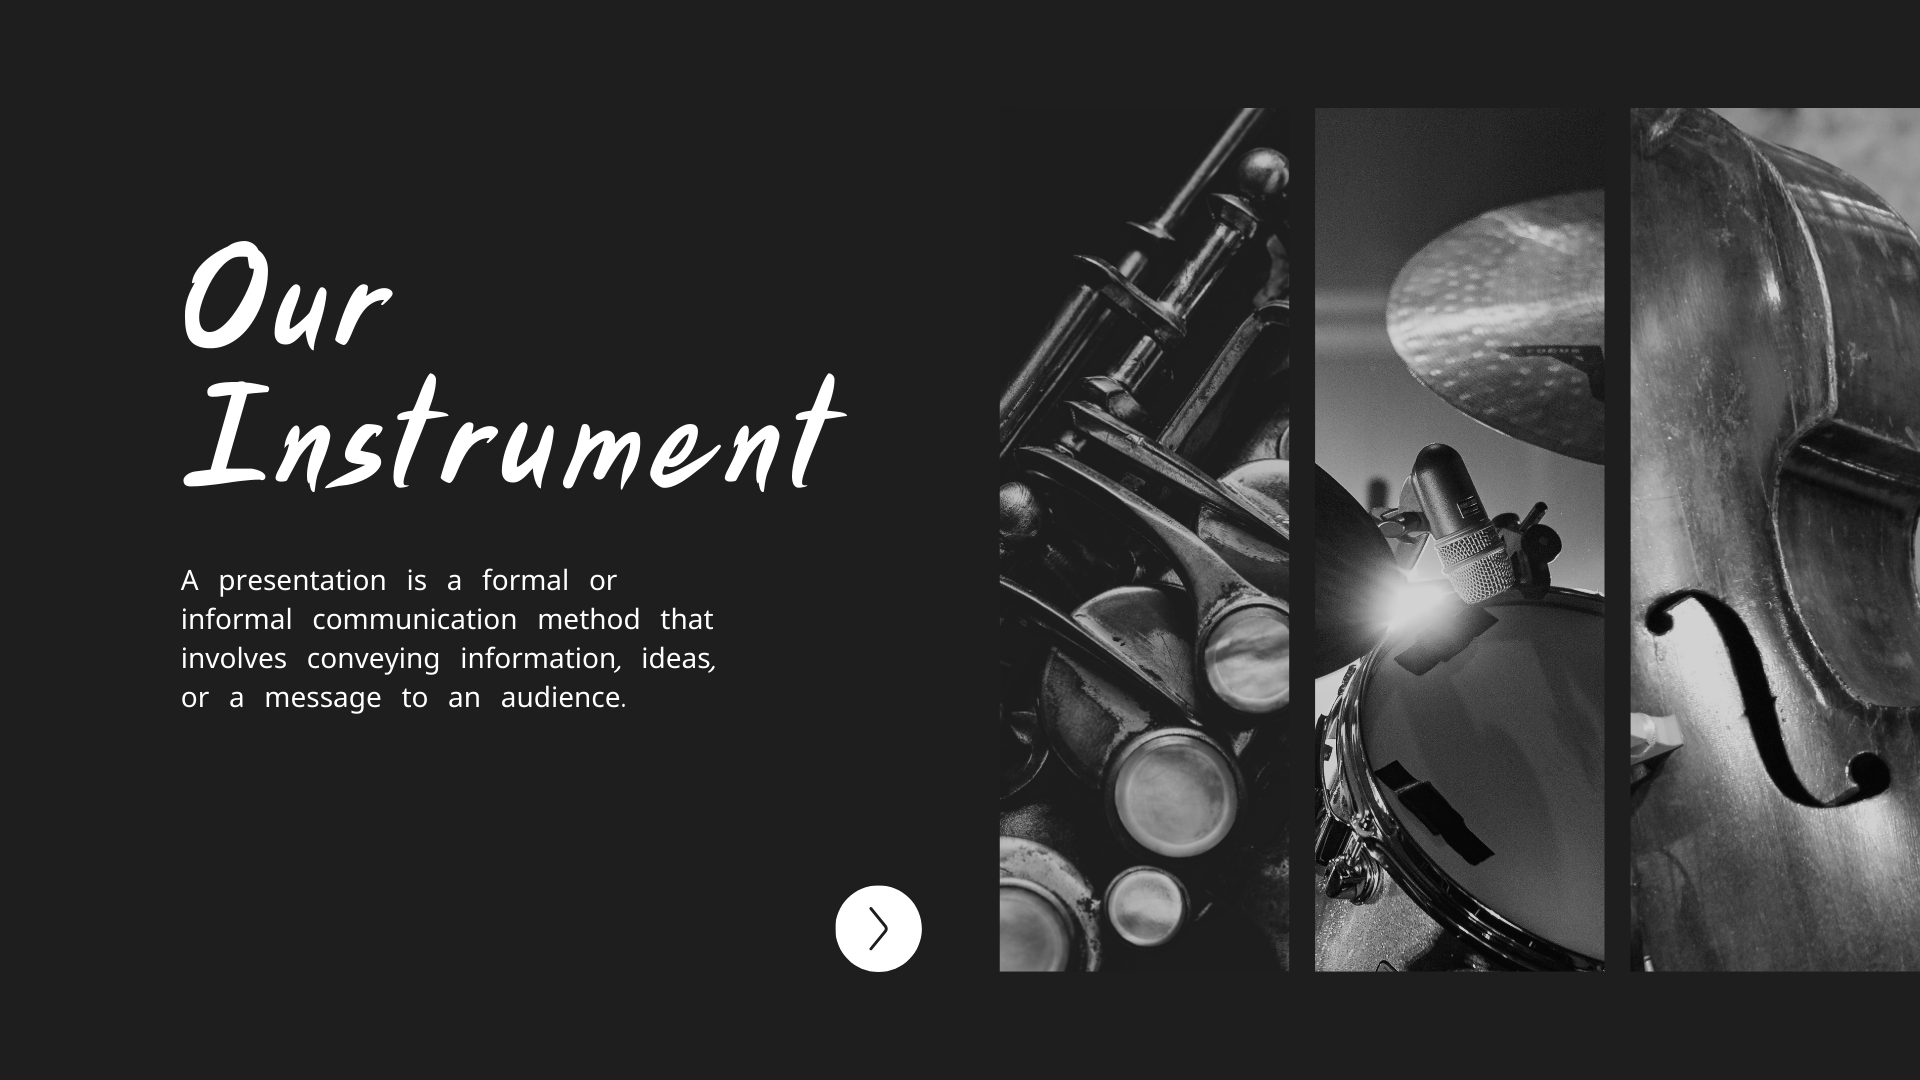 Our
Instrument
A presentation is a formal or
informal communication method that
involves conveying information, ideas,
or a message to an audience.
FOCUS